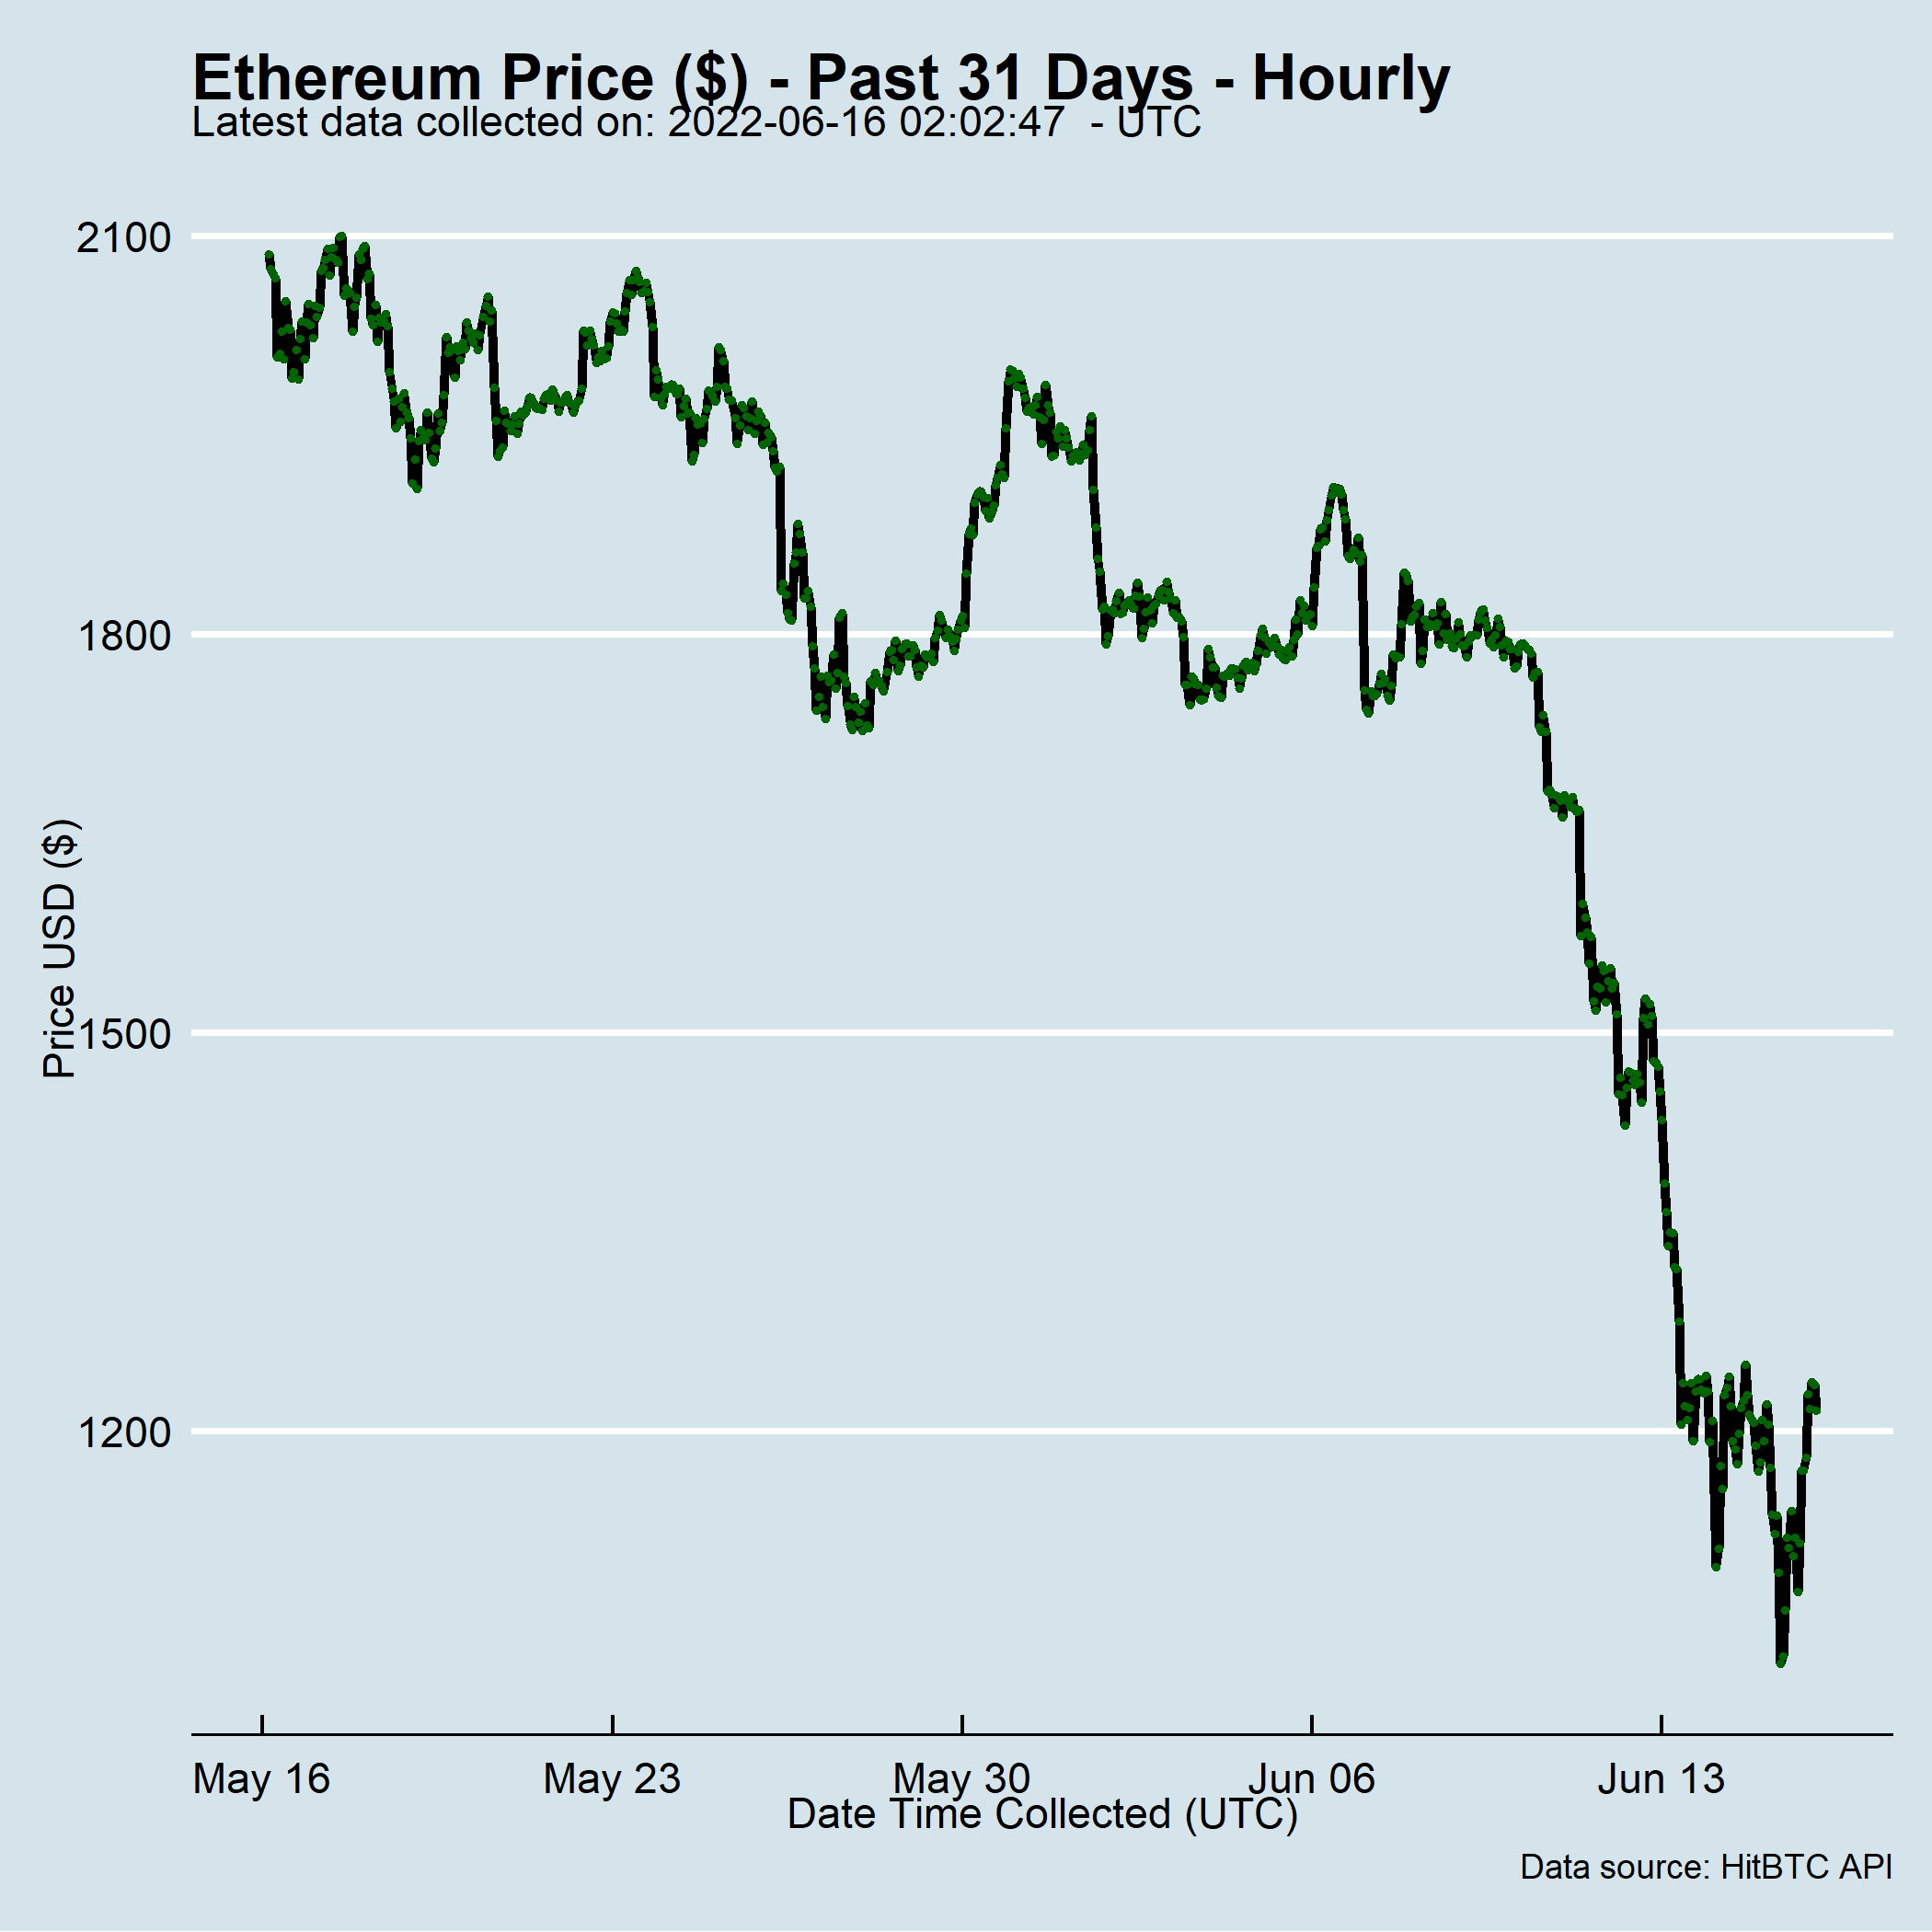 Ethereum Price ($) - Past 31 Days - Hourly
Latest data collected on: 2022-06-16 02:02:47  - UTC
2100
1800
1500
1200
Price USD ($)
May 16
May 23
May 30
Jun 06
Jun 13
Date Time Collected (UTC)
Data source: HitBTC API